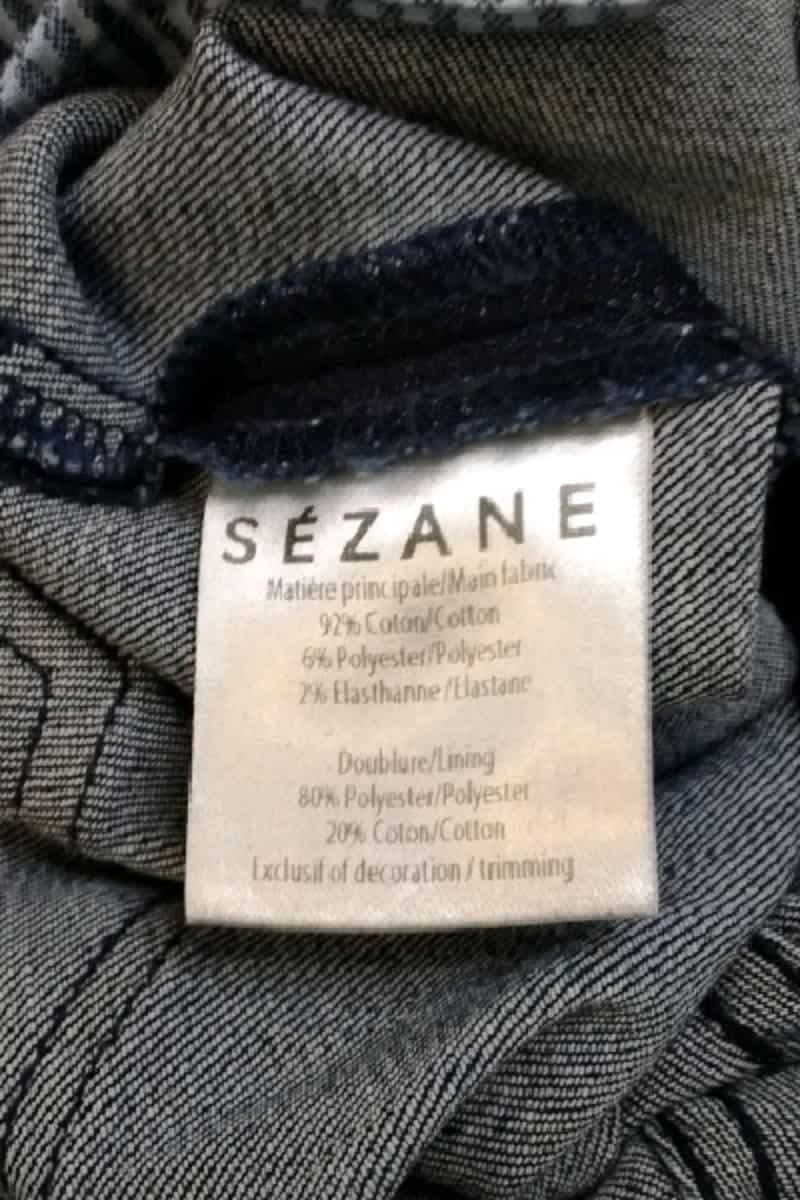 SÉZANE
Matière principale/Main fabric
92% Coton/Cotton
6% Polyester/Polyester
2% Elasthanne/Elastane
Doublure/Lining
80% Polyester/Polyester
20% Coton/Cotton
Exclusif of decoration / trimming